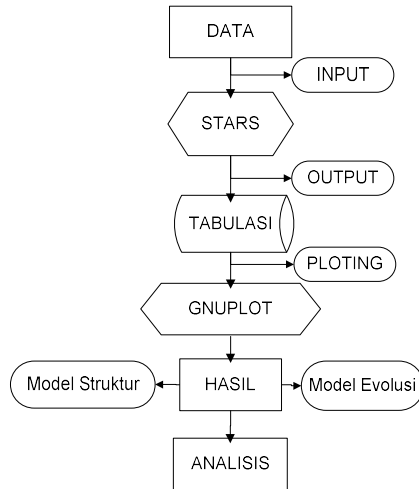 DATA
INPUT
STARS
OUTPUT
TABULASI
PLOTING
GNUPLOT
Model Struktur
HASIL
Model Evolusi
ANALISIS